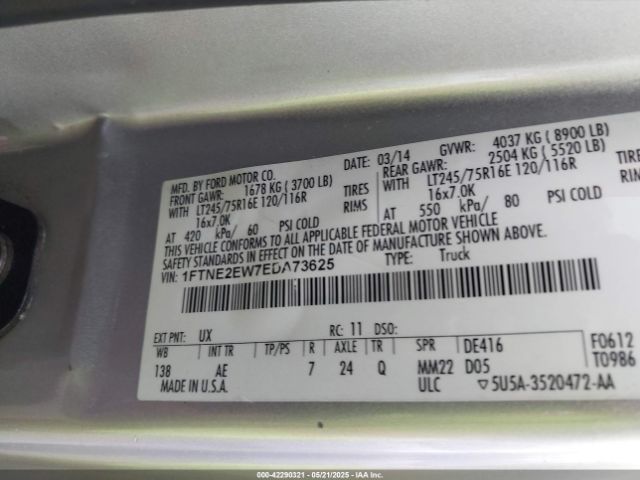 MFD. BY FORD MOTOR CO. DATE: 03/14 GVWR: 4037 KG ( 8900 LB)
FRONT GAWR: 1678 KG ( 3700 LB) REAR GAWR: 2504 KG ( 5520 LB)
WITH LT245/75R16E 120/116R TIRES WITH LT245/75R16E 120/116R TIRES
16x7.0K RIMS 16x7.0K RIMS
AT 420 kPa/ 60 PSI COLD AT 550 kPa/ 80 PSI COLD
THIS VEHICLE CONFORMS TO ALL APPLICABLE FEDERAL MOTOR VEHICLE
SAFETY STANDARDS IN EFFECT ON THE DATE OF MANUFACTURE SHOWN ABOVE.
VIN: 1FTNE2EW7EDA73625 TYPE: Truck
EXT PNT: UX RC: 11 DSO:
WB INT TR TP/PS R AXLE TR SPR DE416 F0612
138 AE 7 24 Q MM22 D05 T0986
MADE IN U.S.A. ULC ▽5U5A-3520472-AA
000-42290321 - 05/21/2025 - IAA Inc.